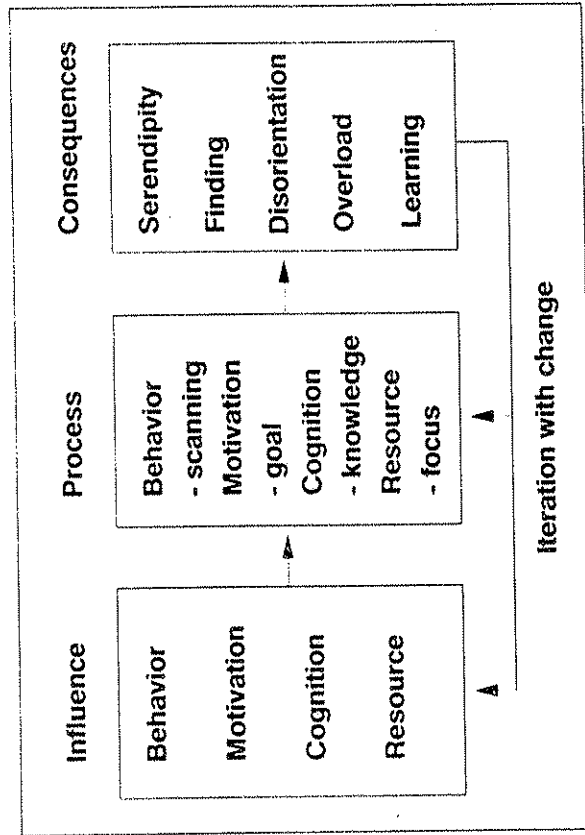 Influence
Behavior
Motivation
Cognition
Resource
Process
Behavior
- scanning
Motivation
- goal
Cognition
- knowledge
Resource
- focus
Consequences
Serendipity
Finding
Disorientation
Overload
Learning
Iteration with change